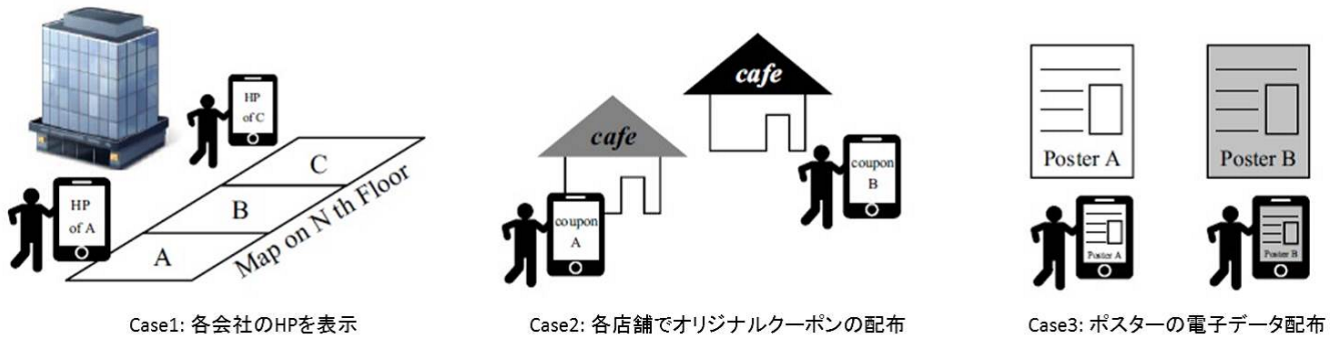 HP
of C
HP
of A
C
B
A
Map on N th Floor
Case1: 各会社のHPを表示
cafe
cafe
coupon
A
coupon
B
Case2: 各店舗でオリジナルクーポンの配布
Poster A
Poster B
Poster A
Poster B
Case3: ポスターの電子データ配布